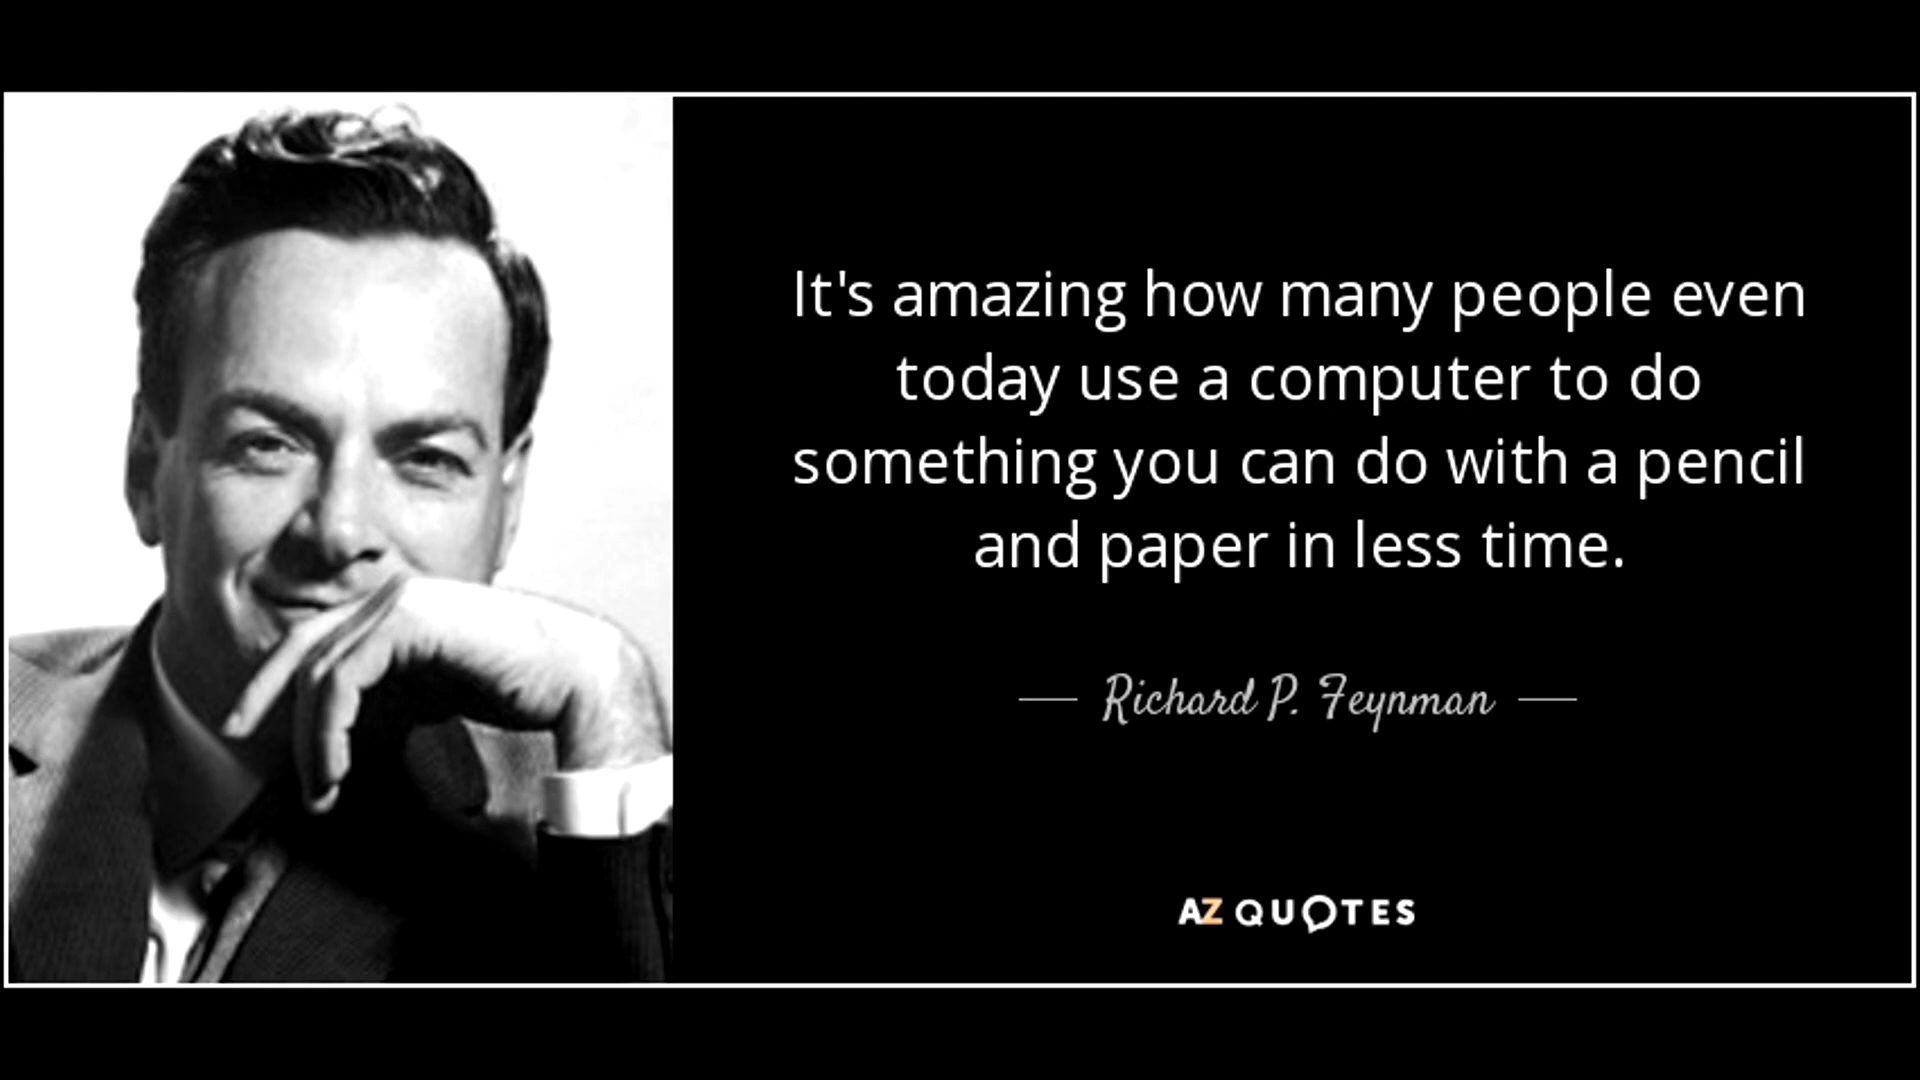 It's amazing how many people even
today use a computer to do
something you can do with a pencil
and paper in less time.
Richard P. Feynman
AZ QUOTES